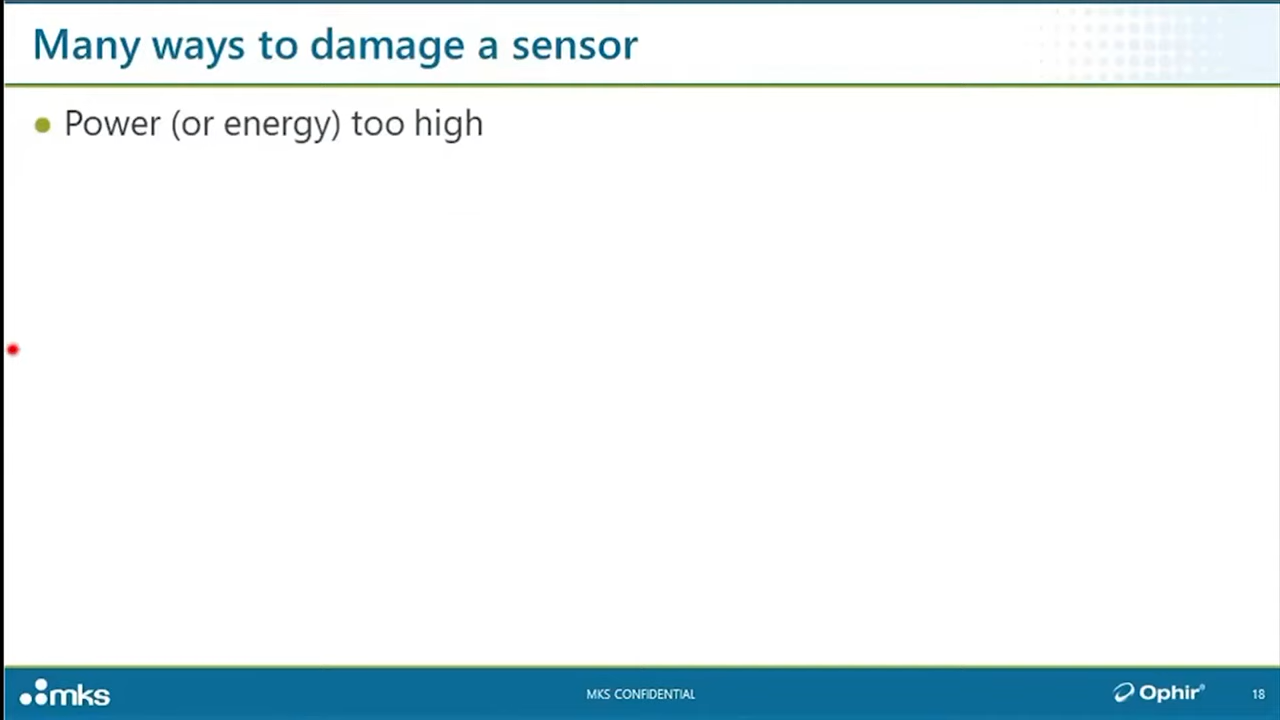 Many ways to damage a sensor
Power (or energy) too high
mks
MKS CONFIDENTIAL
Ophir®
18